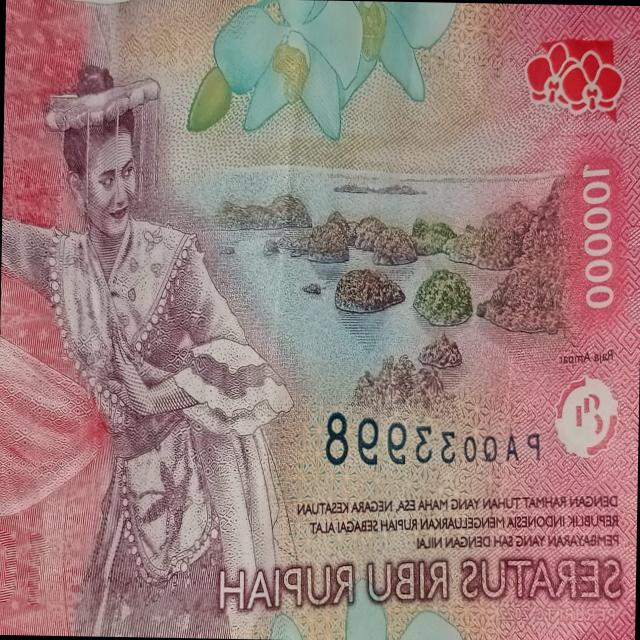 100000
Raja Ampat
PAQ033998
DENGAN RAHMAT TUHAN YANG MAHA ESA, NEGARA KESATUAN
REPUBLIK INDONESIA MENGELUARKAN RUPIAH SEBAGAI ALAT
PEMBAYARAN YANG SAH DENGAN NILAI
SERATUS RIBU RUPIAH